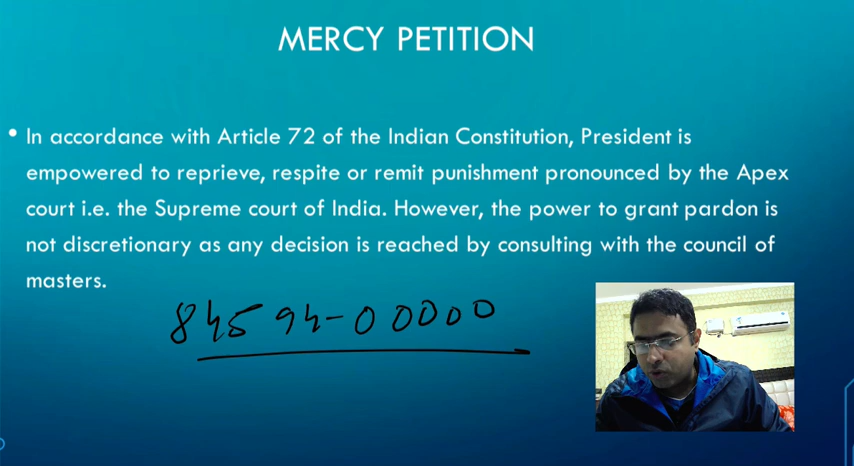 MERCY PETITION
• In accordance with Article 72 of the Indian Constitution, President is
empowered to reprieve, respite or remit punishment pronounced by the Apex
court i.e. the Supreme court of India. However, the power to grant pardon is
not discretionary as any decision is reached by consulting with the council of
masters.
84594-00000